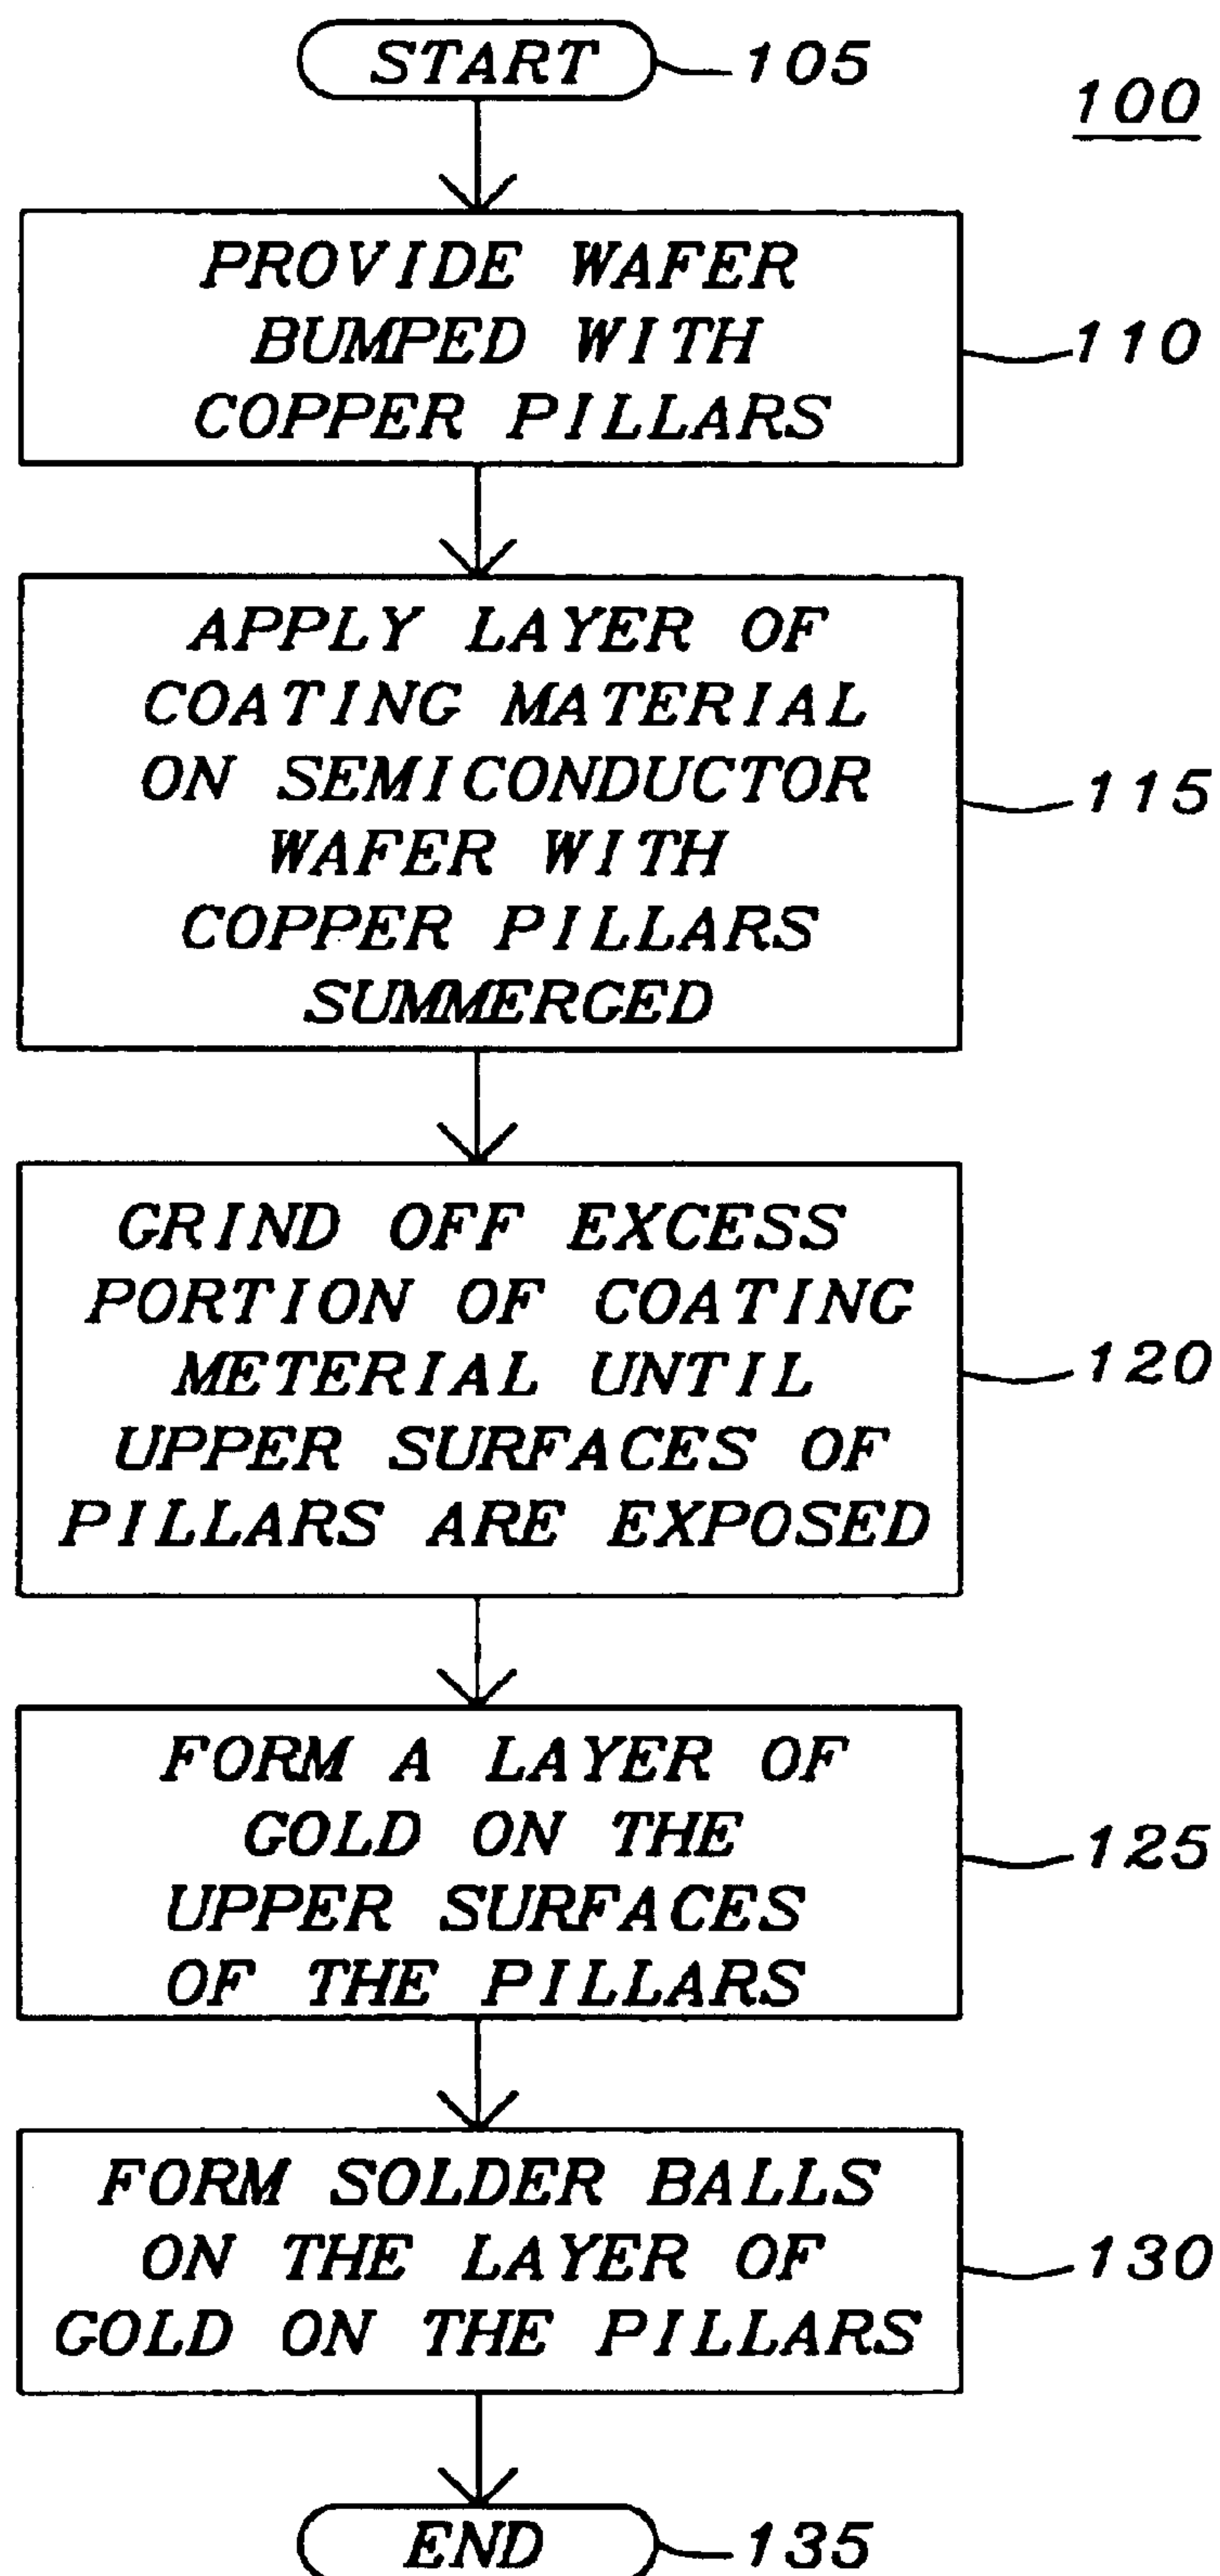 START
105
100
PROVIDE WAFER
BUMPED WITH
COPPER PILLARS
110
APPLY LAYER OF
COATING MATERIAL
ON SEMICONDUCTOR
WAFER WITH
COPPER PILLARS
SUMMERGED
115
GRIND OFF EXCESS
PORTION OF COATING
METERIAL UNTIL
UPPER SURFACES OF
PILLARS ARE EXPOSED
120
FORM A LAYER OF
GOLD ON THE
UPPER SURFACES
OF THE PILLARS
125
FORM SOLDER BALLS
ON THE LAYER OF
GOLD ON THE PILLARS
130
END
135